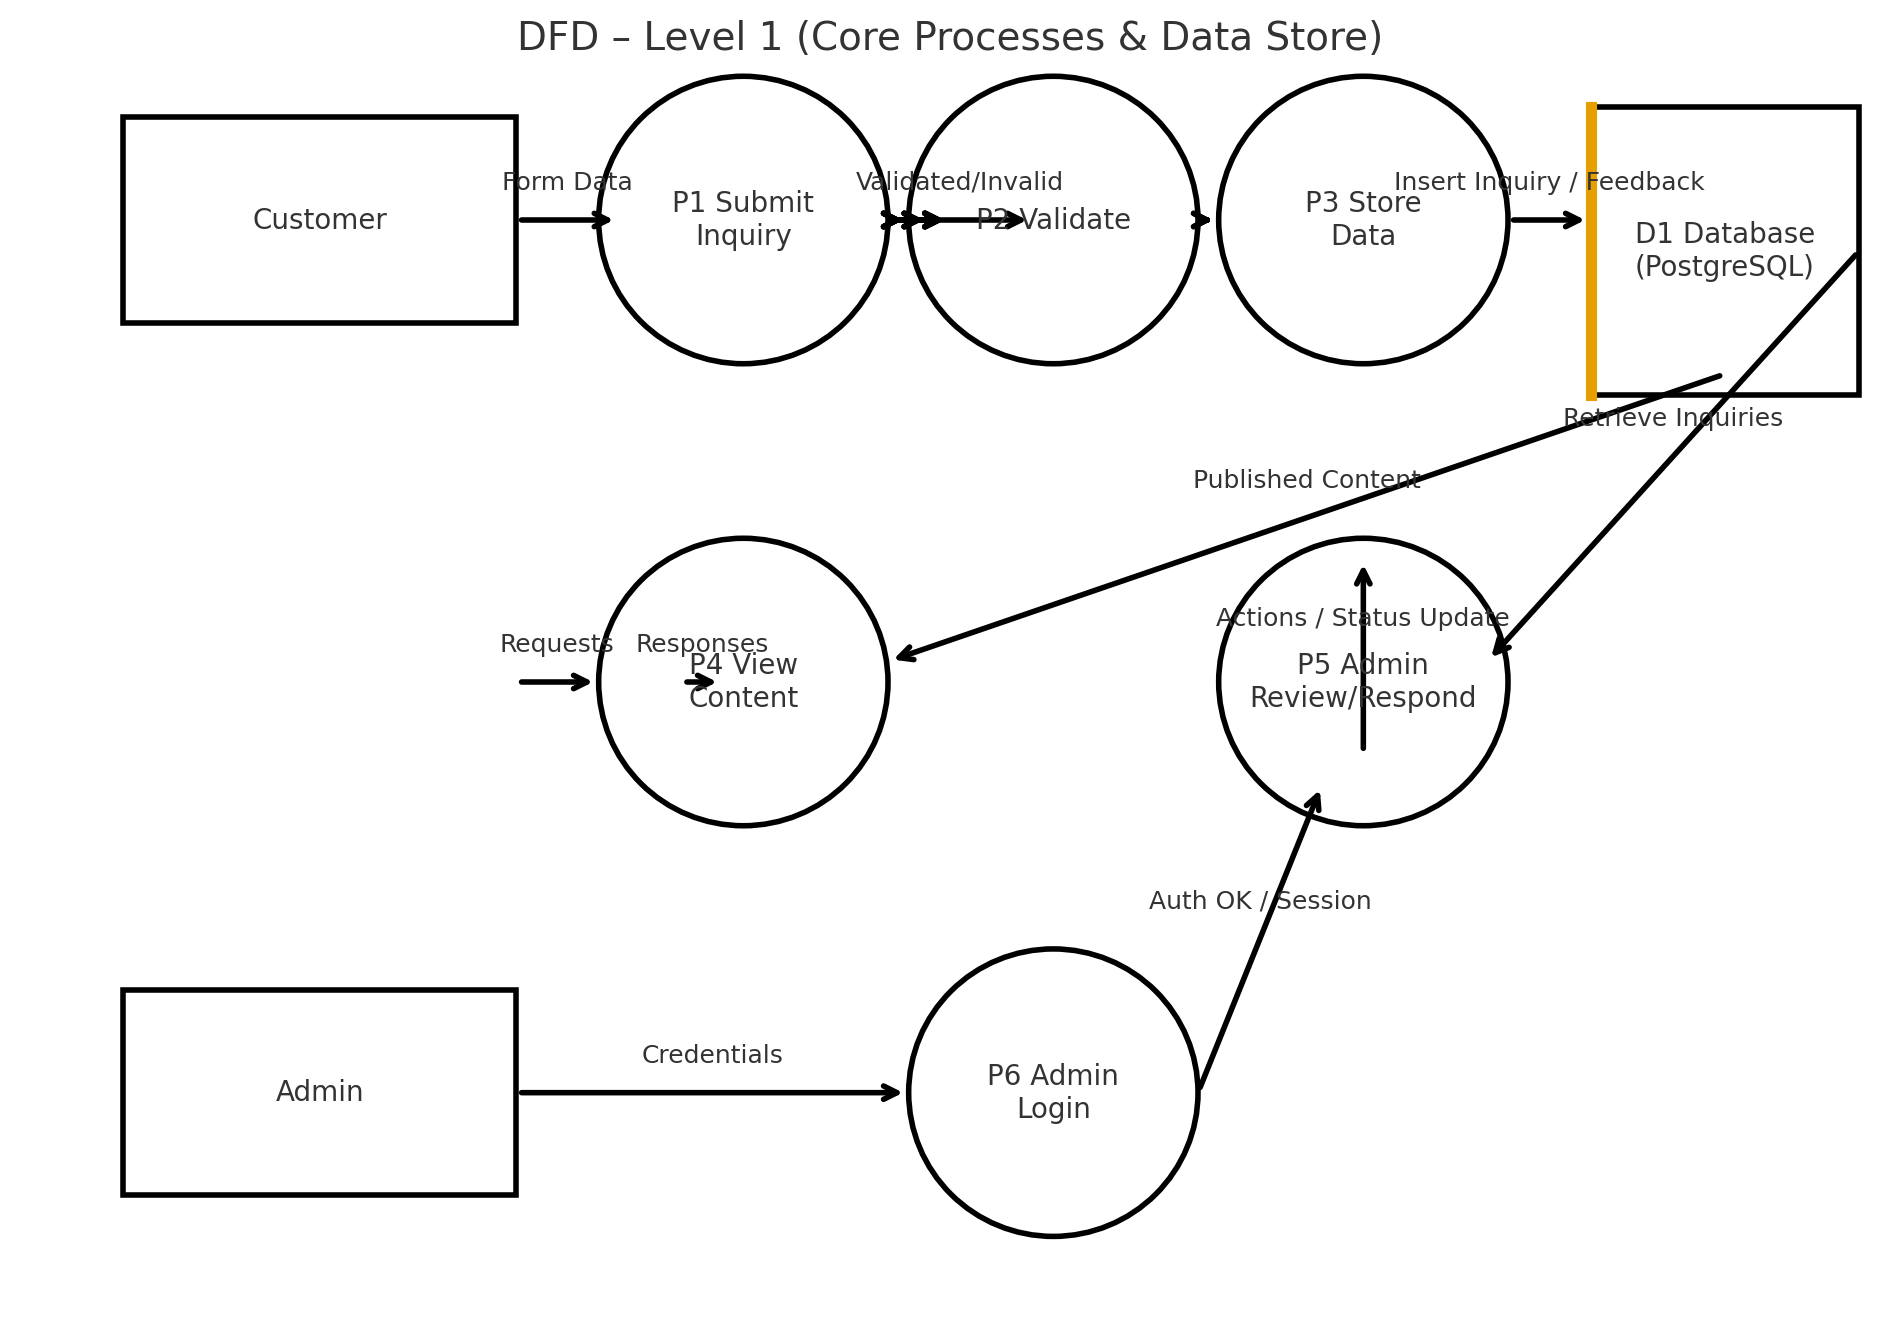 DFD – Level 1 (Core Processes & Data Store)
Customer
Form Data
P1 Submit
Inquiry
Validated/Invalid
P2 Validate
P3 Store
Data
Insert Inquiry / Feedback
D1 Database
(PostgreSQL)
Retrieve Inquiries
Published Content
Requests
Responses
P4 View
Content
Actions / Status Update
P5 Admin
Review/Respond
Auth OK / Session
Admin
Credentials
P6 Admin
Login